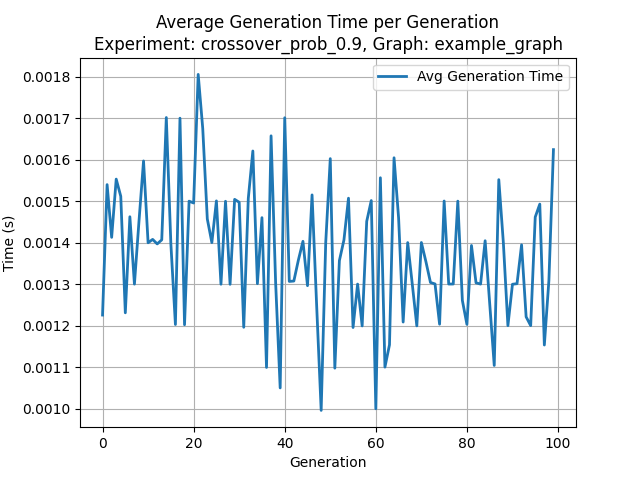 Average Generation Time per Generation
Experiment: crossover_prob_0.9, Graph: example_graph
Avg Generation Time
0.0018
0.0017
0.0016
0.0015
0.0014
0.0013
0.0012
0.0011
0.0010
Time (s)
0 20 40 60 80 100
Generation